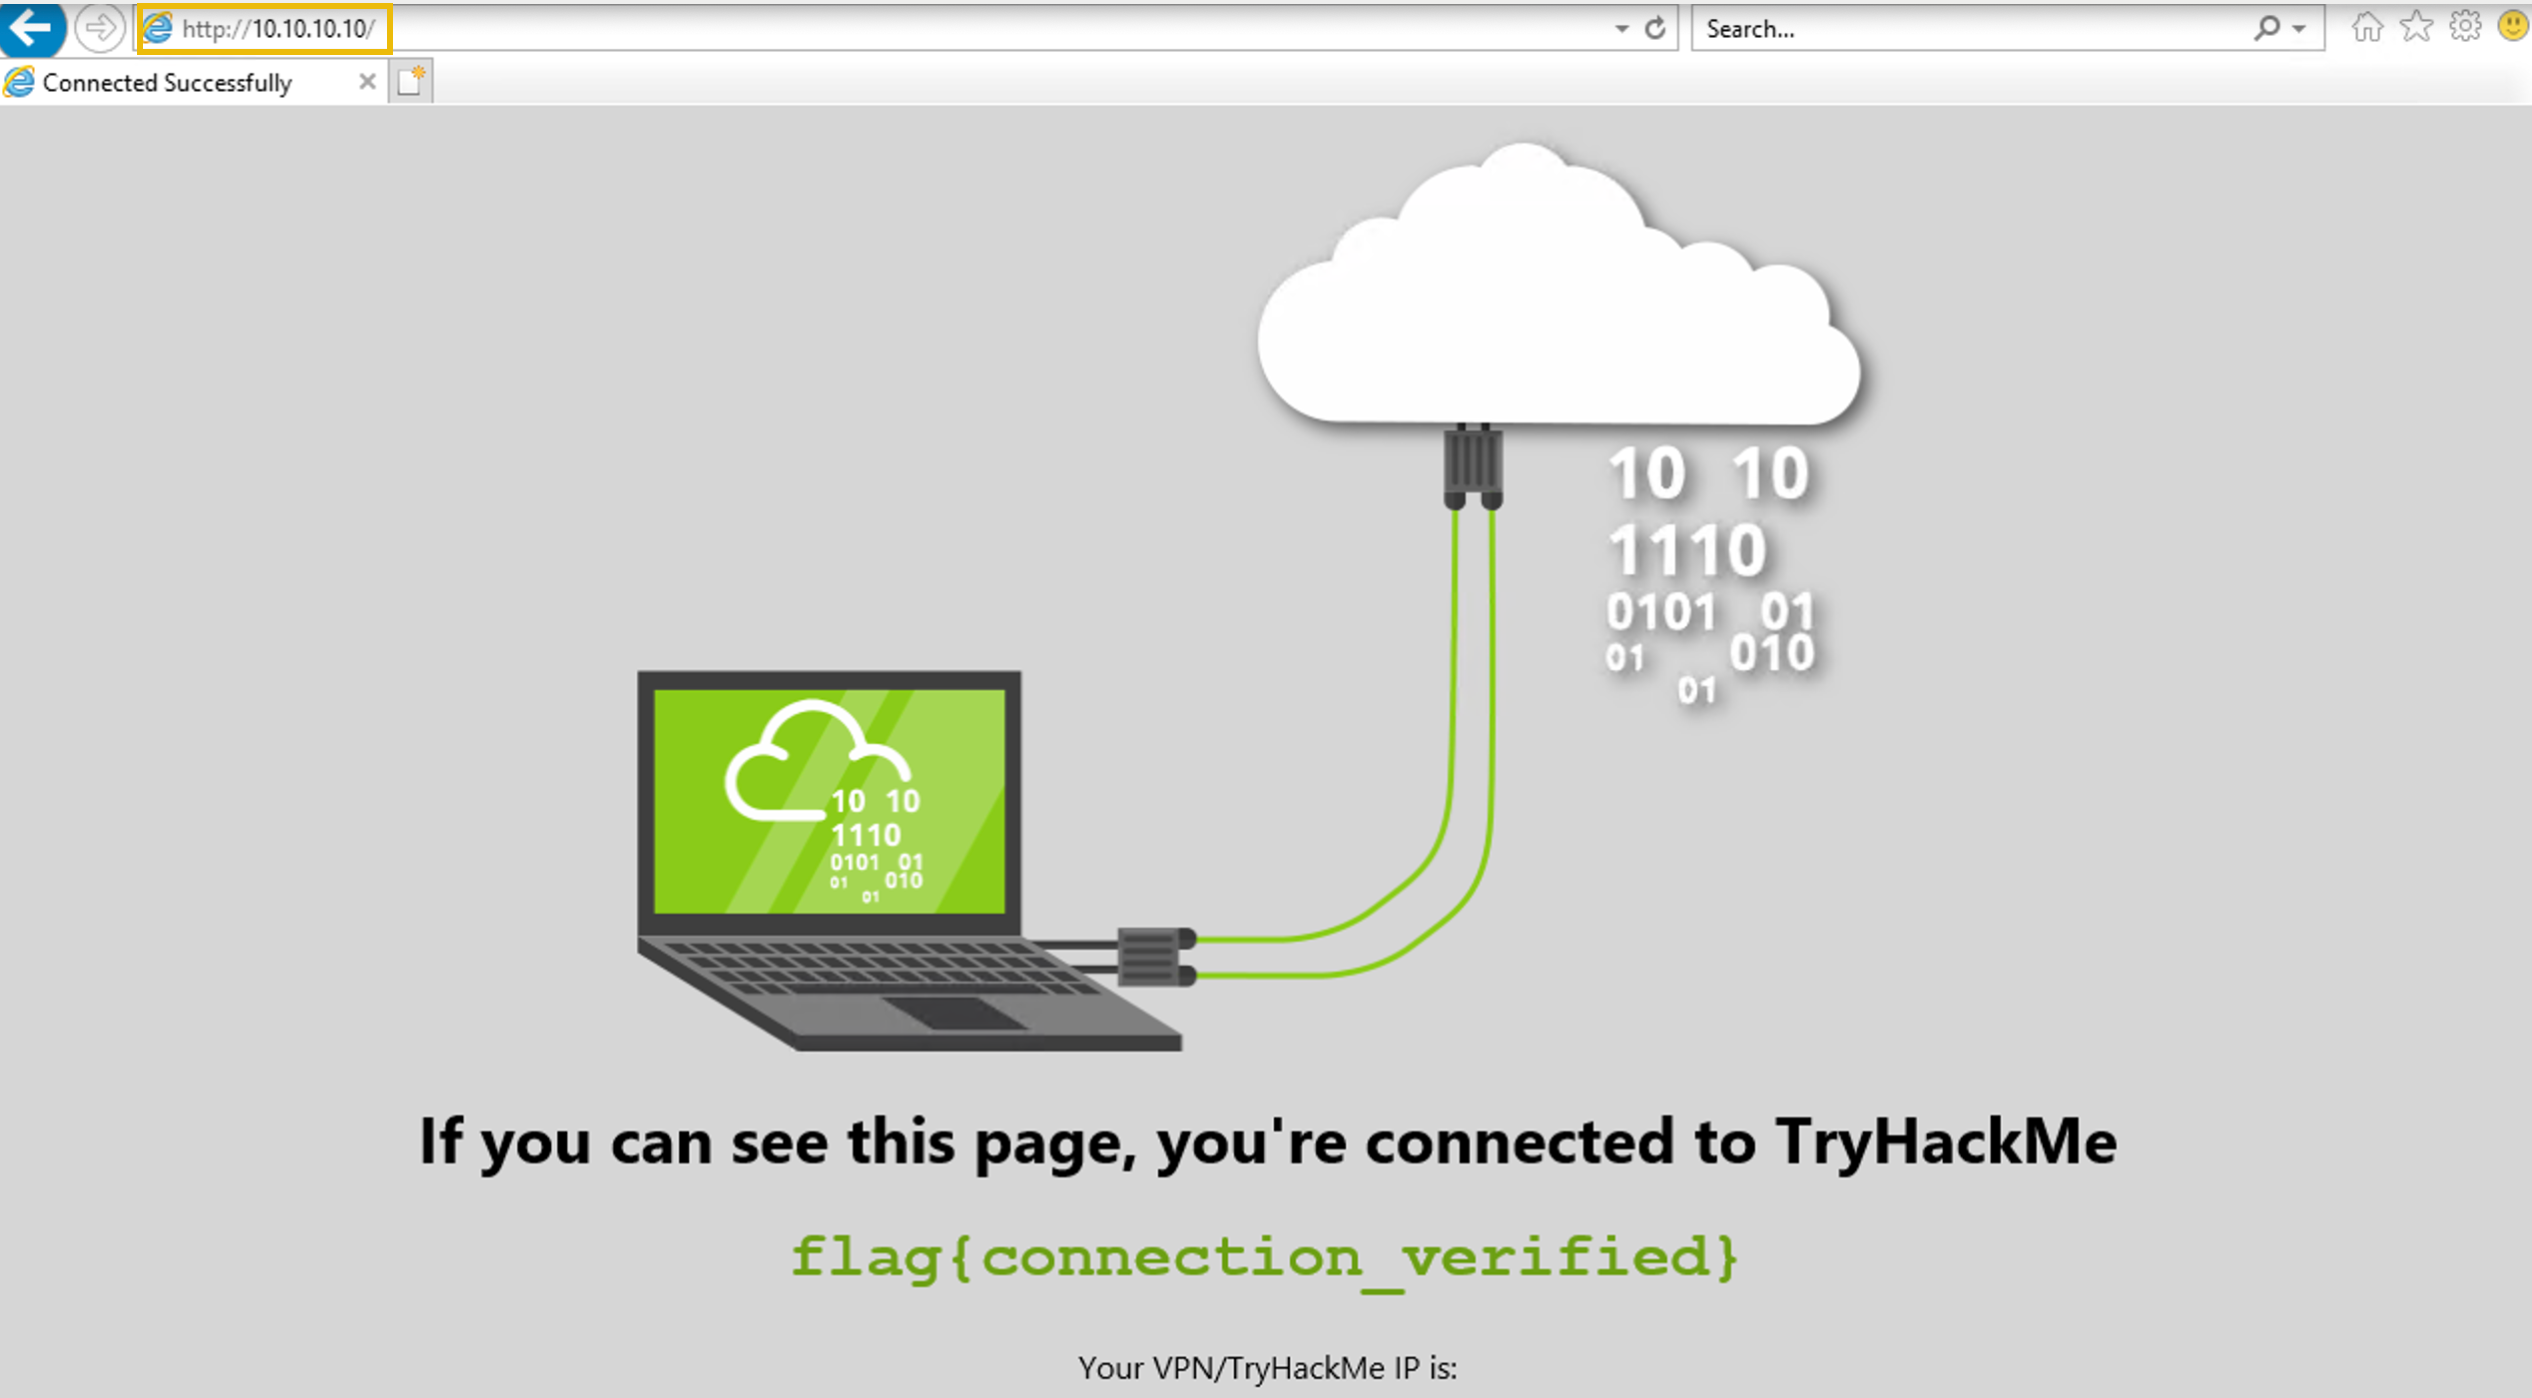 http://10.10.10.10/
Search...
Connected Successfully
10 10
1110
0101 01
01 010
01
10 10
1110
0101 01
01 010
01
If you can see this page, you're connected to TryHackMe
flag{connection_verified}
Your VPN/TryHackMe IP is: